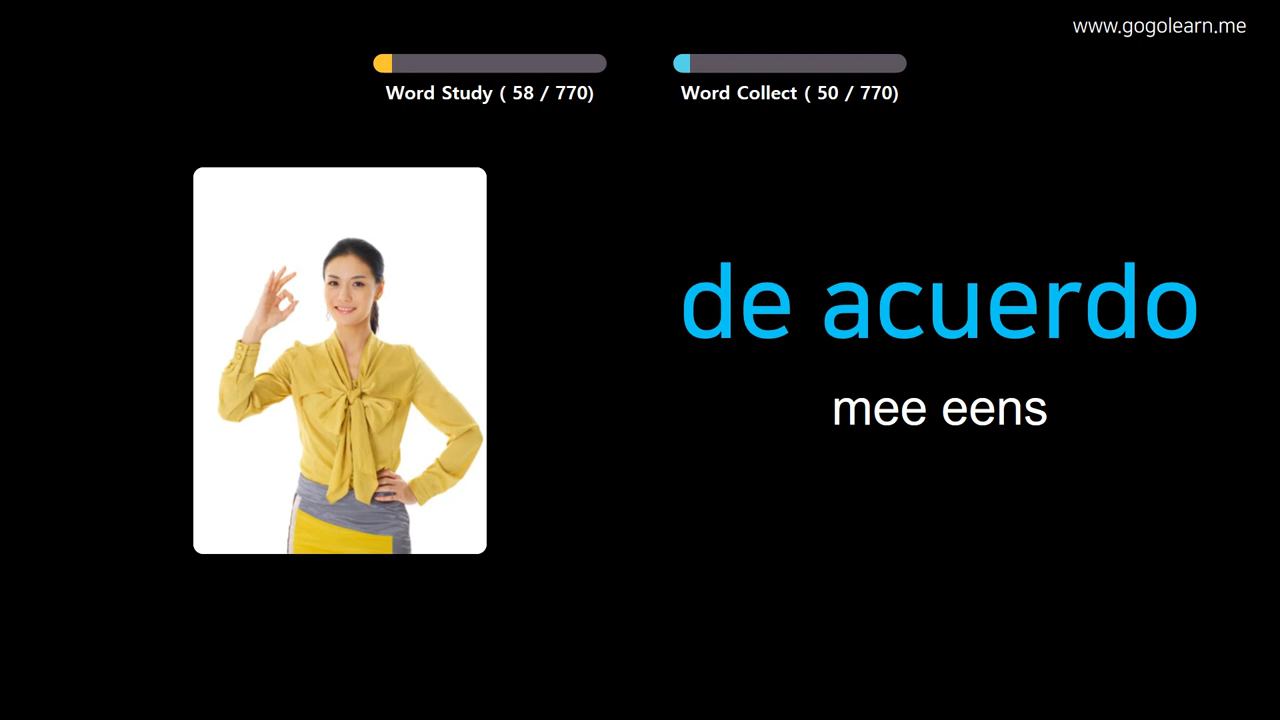 www.gogolearn.me
Word Study ( 58 / 770)
Word Collect ( 50 / 770)
de acuerdo
mee eens